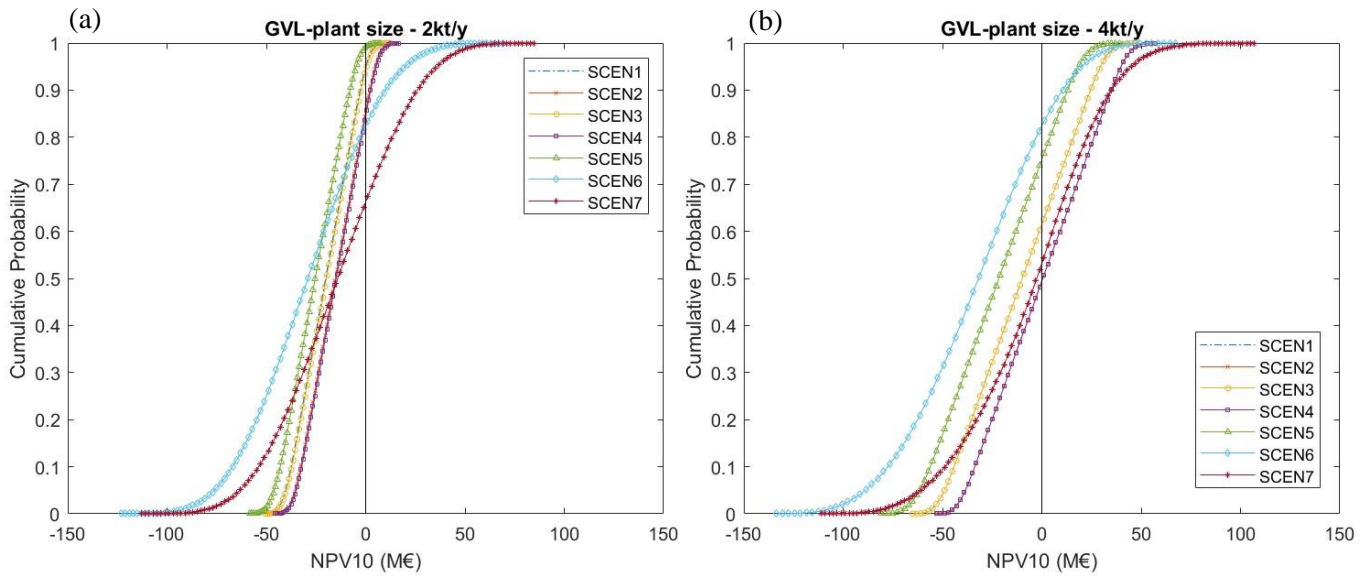 (a)
GVL-plant size - 2kt/y
1
0.9
0.8
0.7
0.6
0.5
0.4
0.3
0.2
0.1
0
Cumulative Probability
-150
-100
-50
0
50
100
150
NPV10 (M€)
SCEN1
SCEN2
SCEN3
SCEN4
SCEN5
SCEN6
SCEN7
(b)
GVL-plant size - 4kt/y
1
0.9
0.8
0.7
0.6
0.5
0.4
0.3
0.2
0.1
0
Cumulative Probability
-150
-100
-50
0
50
100
150
NPV10 (M€)
SCEN1
SCEN2
SCEN3
SCEN4
SCEN5
SCEN6
SCEN7